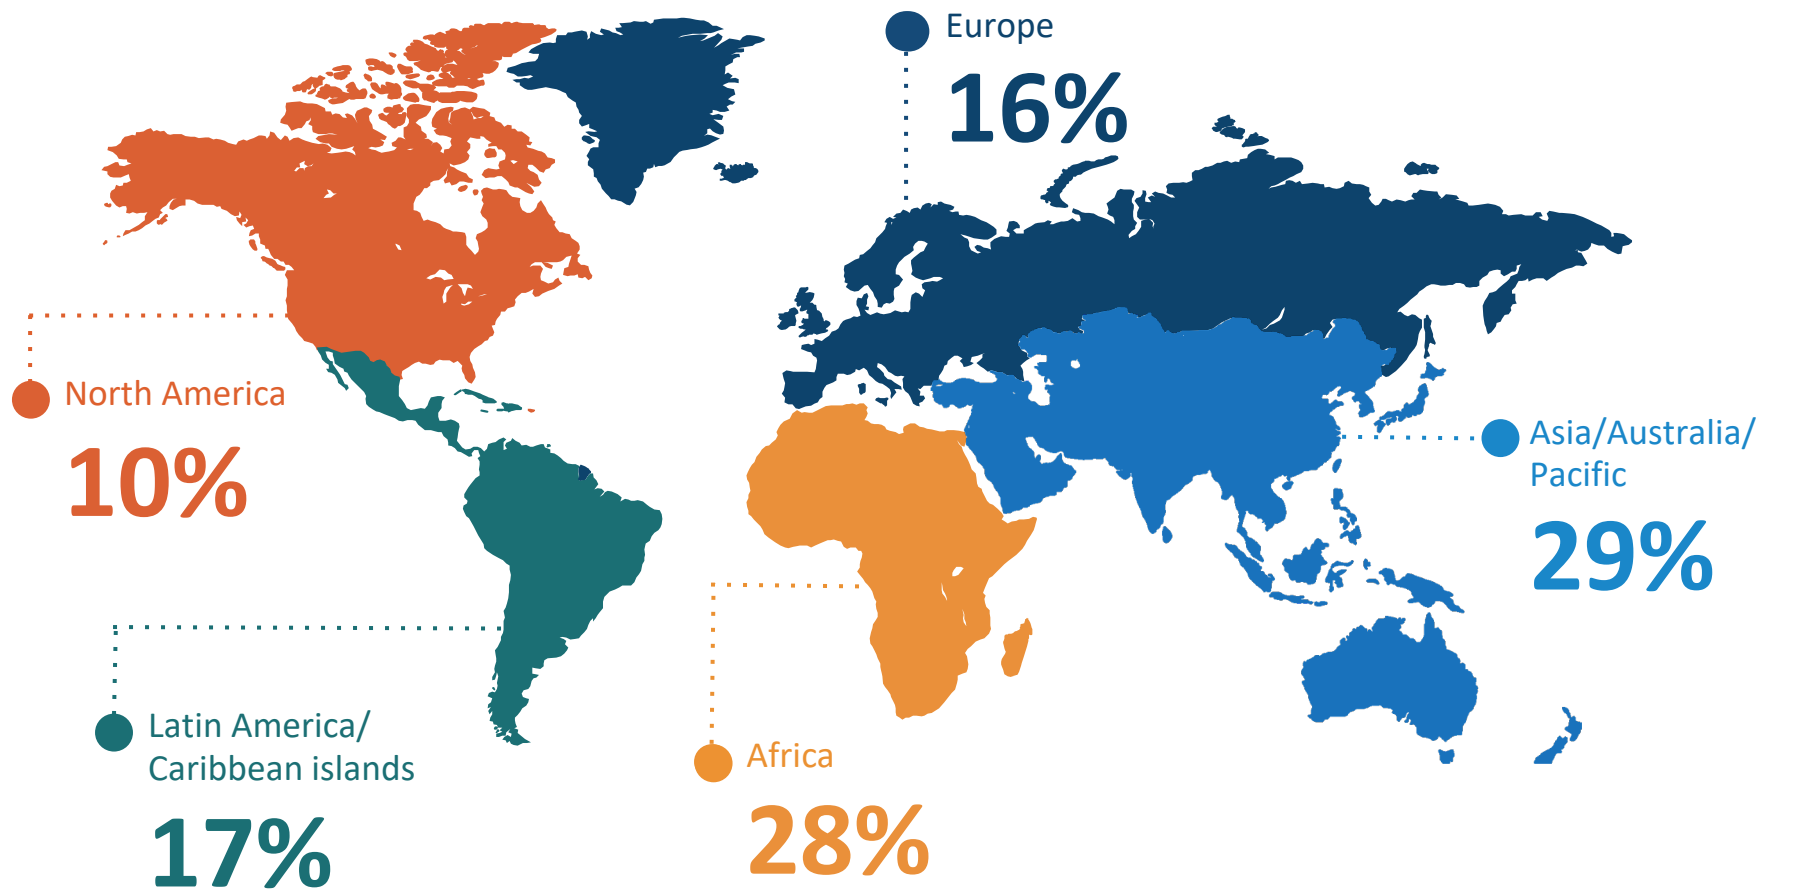 Europe
16%
North America
10%
Asia/Australia/
Pacific
29%
Latin America/
Caribbean islands
17%
Africa
28%